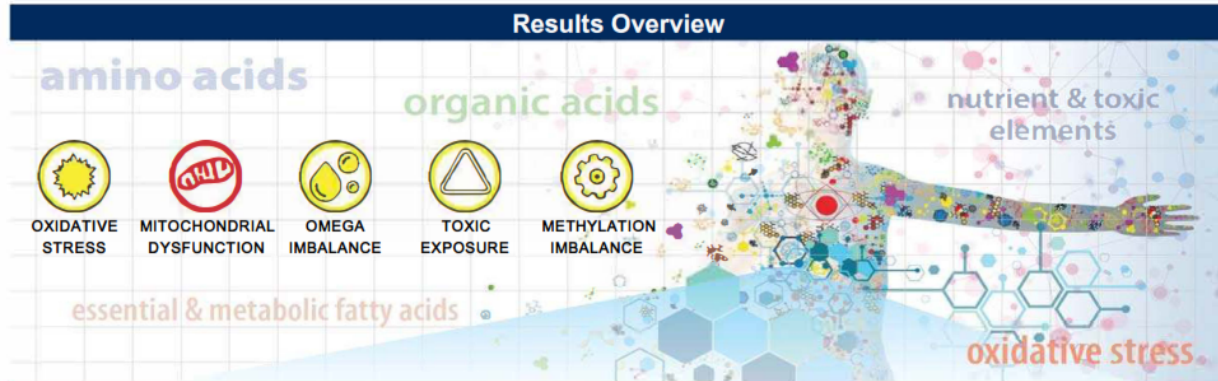 Results Overview
amino acids
organic acids
nutrient & toxic
elements
OXIDATIVE
STRESS
MITOCHONDRIAL
DYSFUNCTION
OMEGA
IMBALANCE
TOXIC
EXPOSURE
METHYLATION
IMBALANCE
essential & metabolic fatty acids
oxidative stress